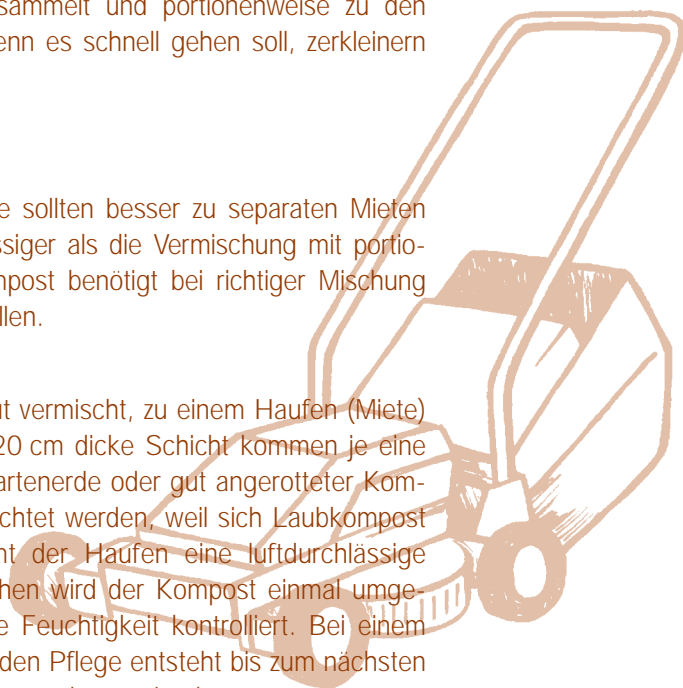 sammelt und portionenweise zu den
enn es schnell gehen soll, zerkleinern
e sollten besser zu separaten Mieten
ssiger als die Vermischung mit portio-
npost benötigt bei richtiger Mischung
llen.
ut vermischt, zu einem Haufen (Miete)
20 cm dicke Schicht kommen je eine
artenerde oder gut angerotteter Kom-
chtet werden, weil sich Laubkompost
nt der Haufen eine luftdurchlässige
hen wird der Kompost einmal umge-
e Feuchtigkeit kontrolliert. Bei einem
den Pflege entsteht bis zum nächsten